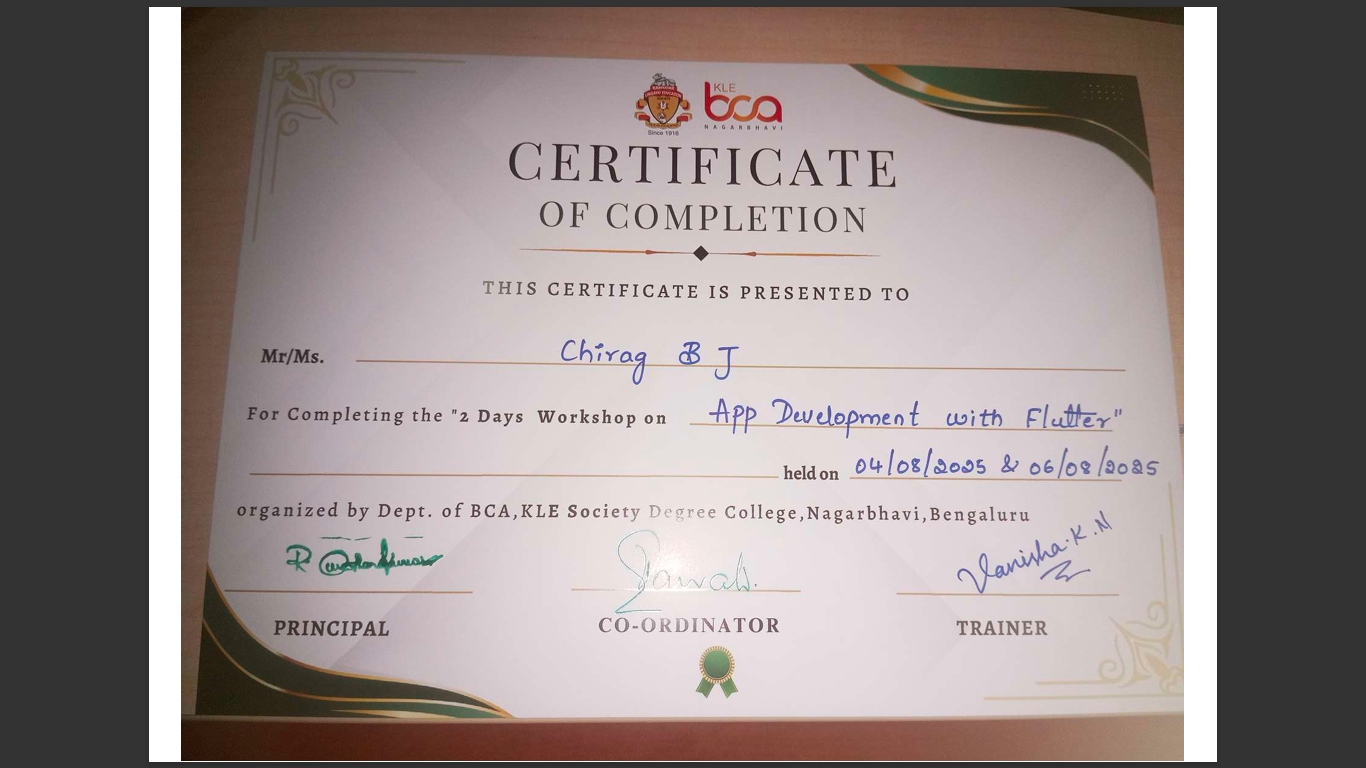 KLE
bca
NAGARBHAVI
Since 1916
CERTIFICATE
OF COMPLETION
THIS CERTIFICATE IS PRESENTED TO
Mr/Ms. Chirag B J
For Completing the "2 Days Workshop on App Development with Flutter"
held on 04/08/2025 & 06/08/2025
organized by Dept. of BCA,KLE Society Degree College,Nagarbhavi,Bengaluru
Vanisha.K.N
PRINCIPAL CO-ORDINATOR TRAINER